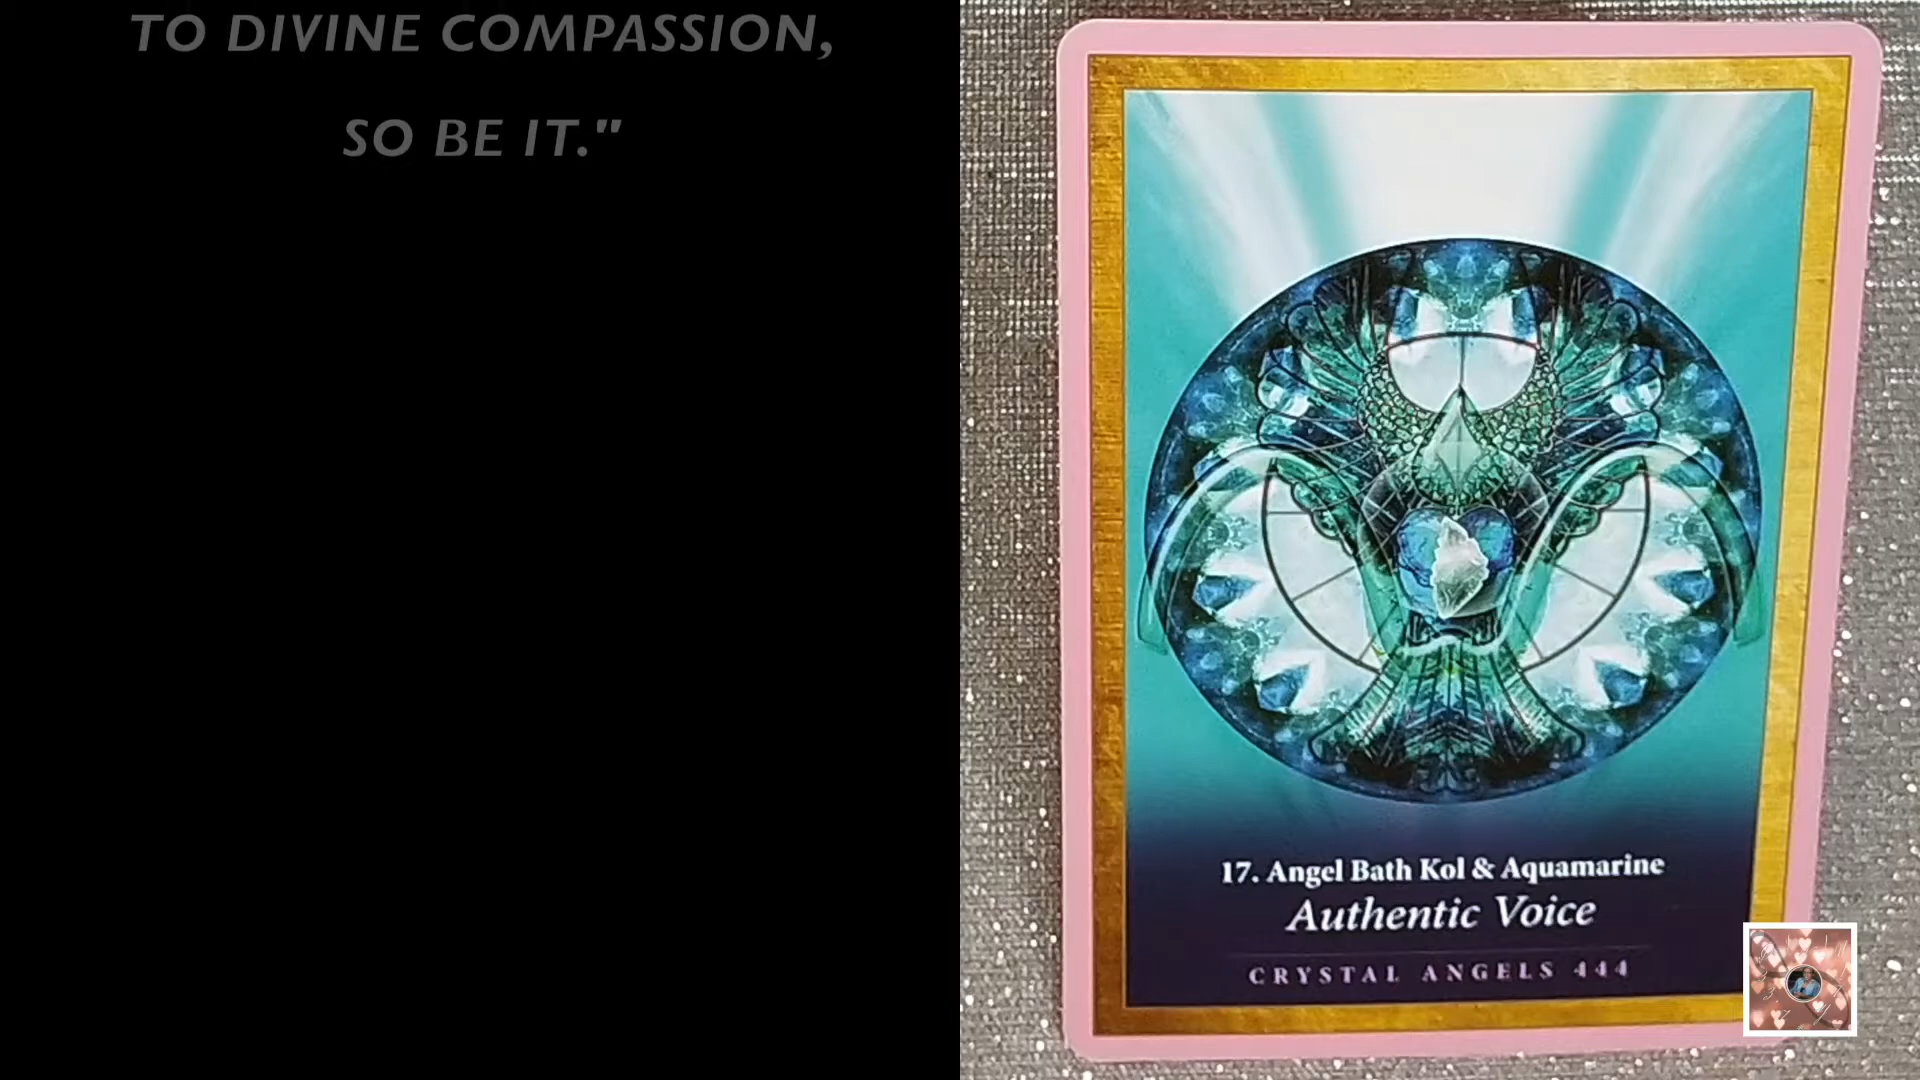 TO DIVINE COMPASSION,
SO BE IT."
17. Angel Bath Kol & Aquamarine
Authentic Voice
CRYSTAL ANGELS 444